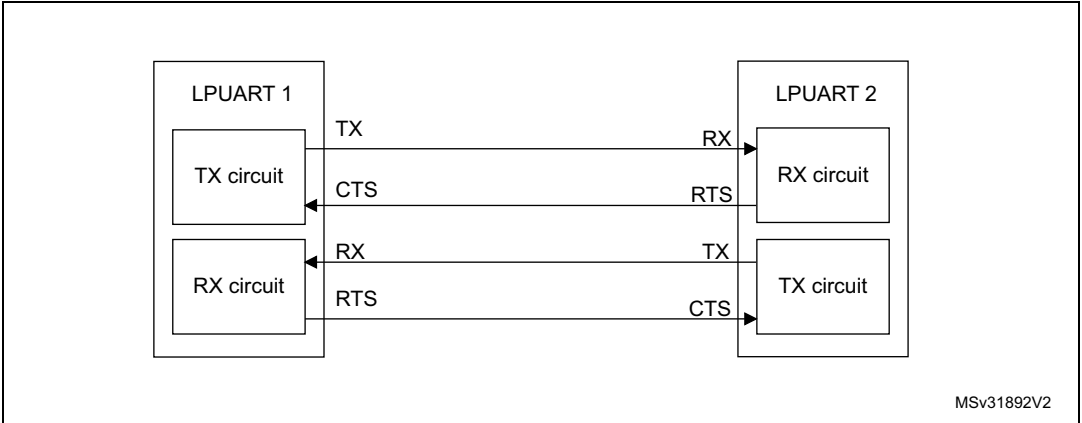 LPUART 1 LPUART 2
TX RX
TX circuit RX circuit
CTS RTS
RX TX
RX circuit TX circuit
RTS CTS
MSv31892V2